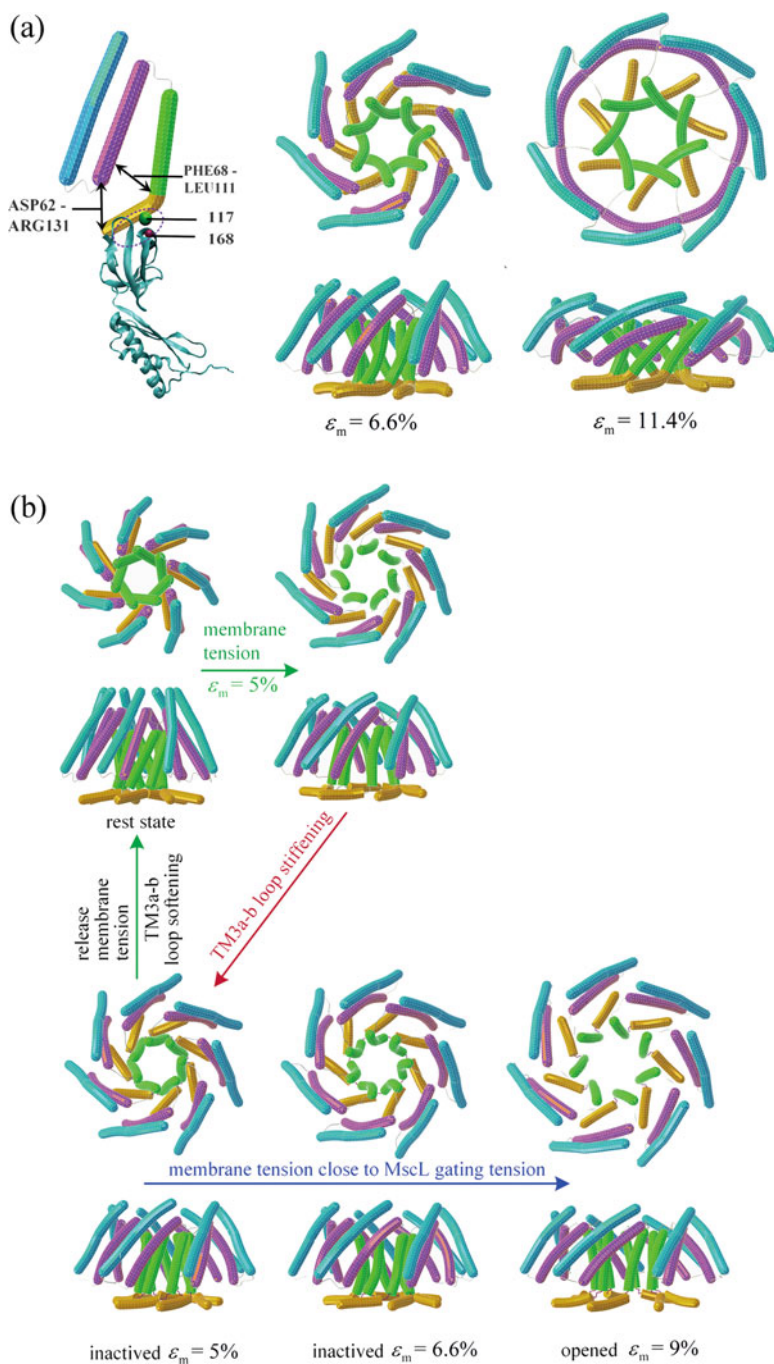 (a)
PHE68 -
LEU111
ASP62 -
ARG131
117
168
εm = 6.6%
εm = 11.4%
(b)
membrane
tension
εm = 5%
rest state
release
membrane
tension
TM3a-b
loop softening
TM3a-b loop stiffening
membrane tension close to MscL gating tension
inactived εm = 5%
inactived εm = 6.6%
opened εm = 9%